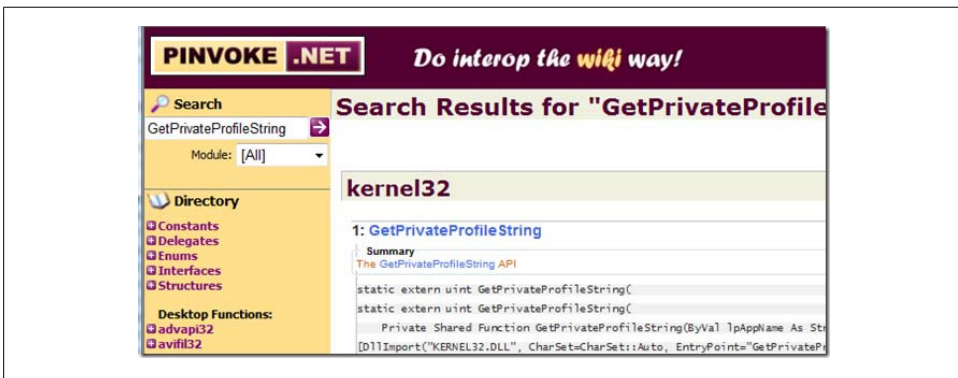 PINVOKE .NET
Do interop the wiki way!
Search
GetPrivateProfileString
Module: [All]
Directory
Constants
Delegates
Enums
Interfaces
Structures
Desktop Functions:
advapi32
avifil32
Search Results for "GetPrivateProfile
kernel32
1: GetPrivateProfileString
Summary
The GetPrivateProfileString API
static extern uint GetPrivateProfileString(
static extern uint GetPrivateProfileString(
Private Shared Function GetPrivateProfileString(ByVal lpAppName As Str
[DllImport("KERNEL32.DLL", CharSet=CharSet::Auto, EntryPoint="GetPrivatePr